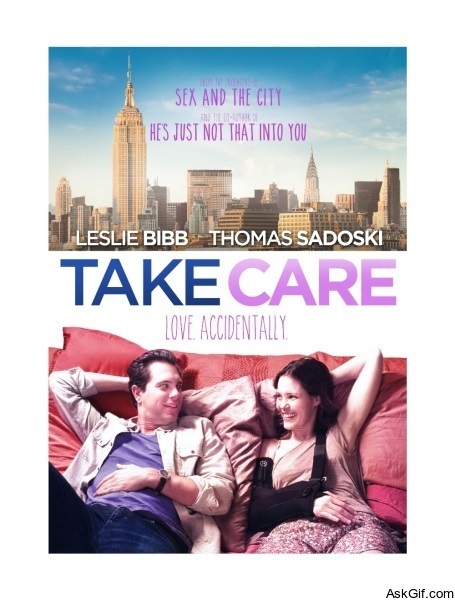 FROM THE PRODUCERS OF
SEX AND THE CITY
AND THE CO-AUTHOR OF
HE'S JUST NOT THAT INTO YOU
LESLIE BIBB THOMAS SADOSKI
TAKE CARE
LOVE. ACCIDENTALLY.
AskGif.com